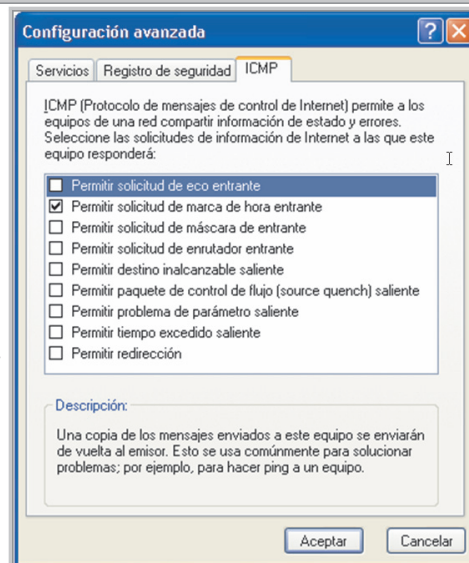 Configuración avanzada
Servicios Registro de seguridad ICMP
ICMP (Protocolo de mensajes de control de Internet) permite a los
equipos de una red compartir información de estado y errores.
Seleccione las solicitudes de información de Internet a las que este
equipo responderá:
Permitir solicitud de eco entrante
Permitir solicitud de marca de hora entrante
Permitir solicitud de máscara de entrante
Permitir solicitud de enrutador entrante
Permitir destino inalcanzable saliente
Permitir paquete de control de flujo (source quench) saliente
Permitir problema de parámetro saliente
Permitir tiempo excedido saliente
Permitir redirección
Descripción:
Una copia de los mensajes enviados a este equipo se enviarán
de vuelta al emisor. Esto se usa comúnmente para solucionar
problemas; por ejemplo, para hacer ping a un equipo.
Aceptar Cancelar